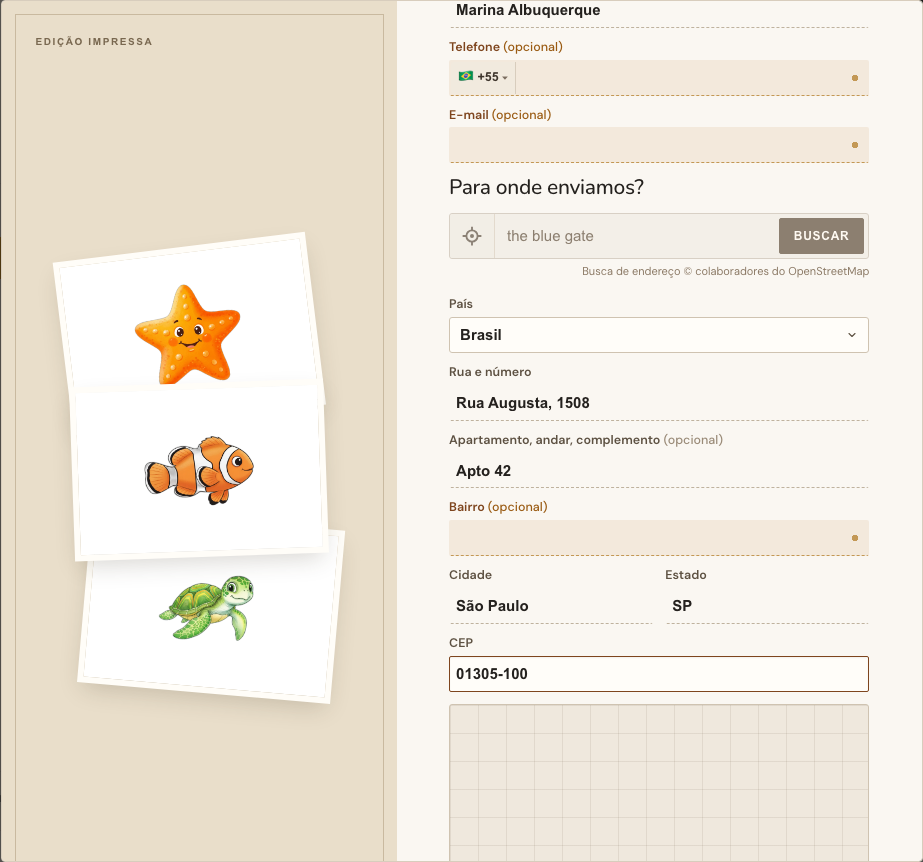 EDIÇÃO IMPRESSA
Marina Albuquerque
Telefone (opcional)
+55
E-mail (opcional)
Para onde enviamos?
the blue gate
BUSCAR
Busca de endereço © colaboradores do OpenStreetMap
País
Brasil
Rua e número
Rua Augusta, 1508
Apartamento, andar, complemento (opcional)
Apto 42
Bairro (opcional)
Cidade
Estado
São Paulo
SP
CEP
01305-100